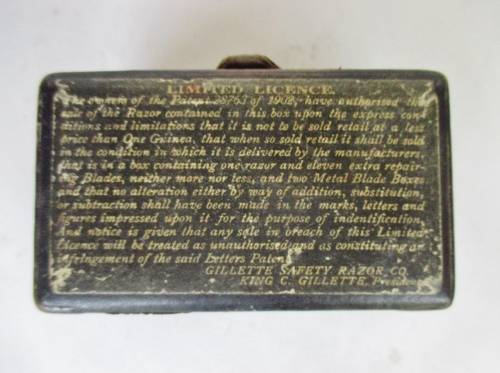 LIMITED LICENCE.
The owners of the Patent 28763 of 1902, have authorised the
sale of the Razor contained in this box upon the express con-
ditions and limitations that it is not to be sold retail at a less
price than One Guinea, that when so sold retail it shall be sold
in the condition in which it is delivered by the manufacturers,
that is in a box containing one razor and eleven extra repair-
ing Blades, neither more nor less, and two Metal Blade Boxes
and that no alteration either by way of addition, substitution
or subtraction shall have been made in the marks, letters and
figures impressed upon it for the purpose of indentification,
And notice is given that any sale in breach of this Limited
Licence will be treated as unauthorised and as constituting an
infringement of the said Letters Patent.
GILLETTE SAFETY RAZOR CO.
KING C. GILLETTE, President